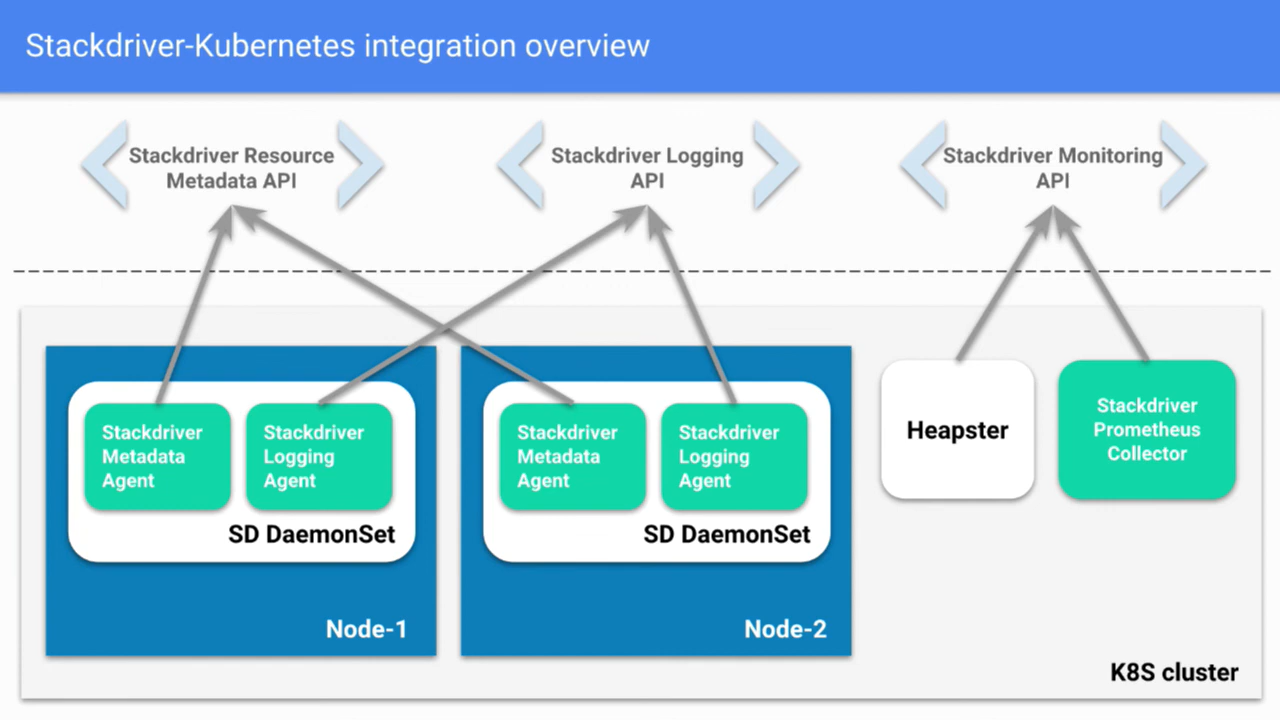 Stackdriver-Kubernetes integration overview
Stackdriver Resource
Metadata API
Stackdriver Logging
API
Stackdriver Monitoring
API
Stackdriver
Metadata
Agent
Stackdriver
Logging
Agent
SD DaemonSet
Node-1
Stackdriver
Metadata
Agent
Stackdriver
Logging
Agent
SD DaemonSet
Node-2
Heapster
Stackdriver
Prometheus
Collector
K8S cluster